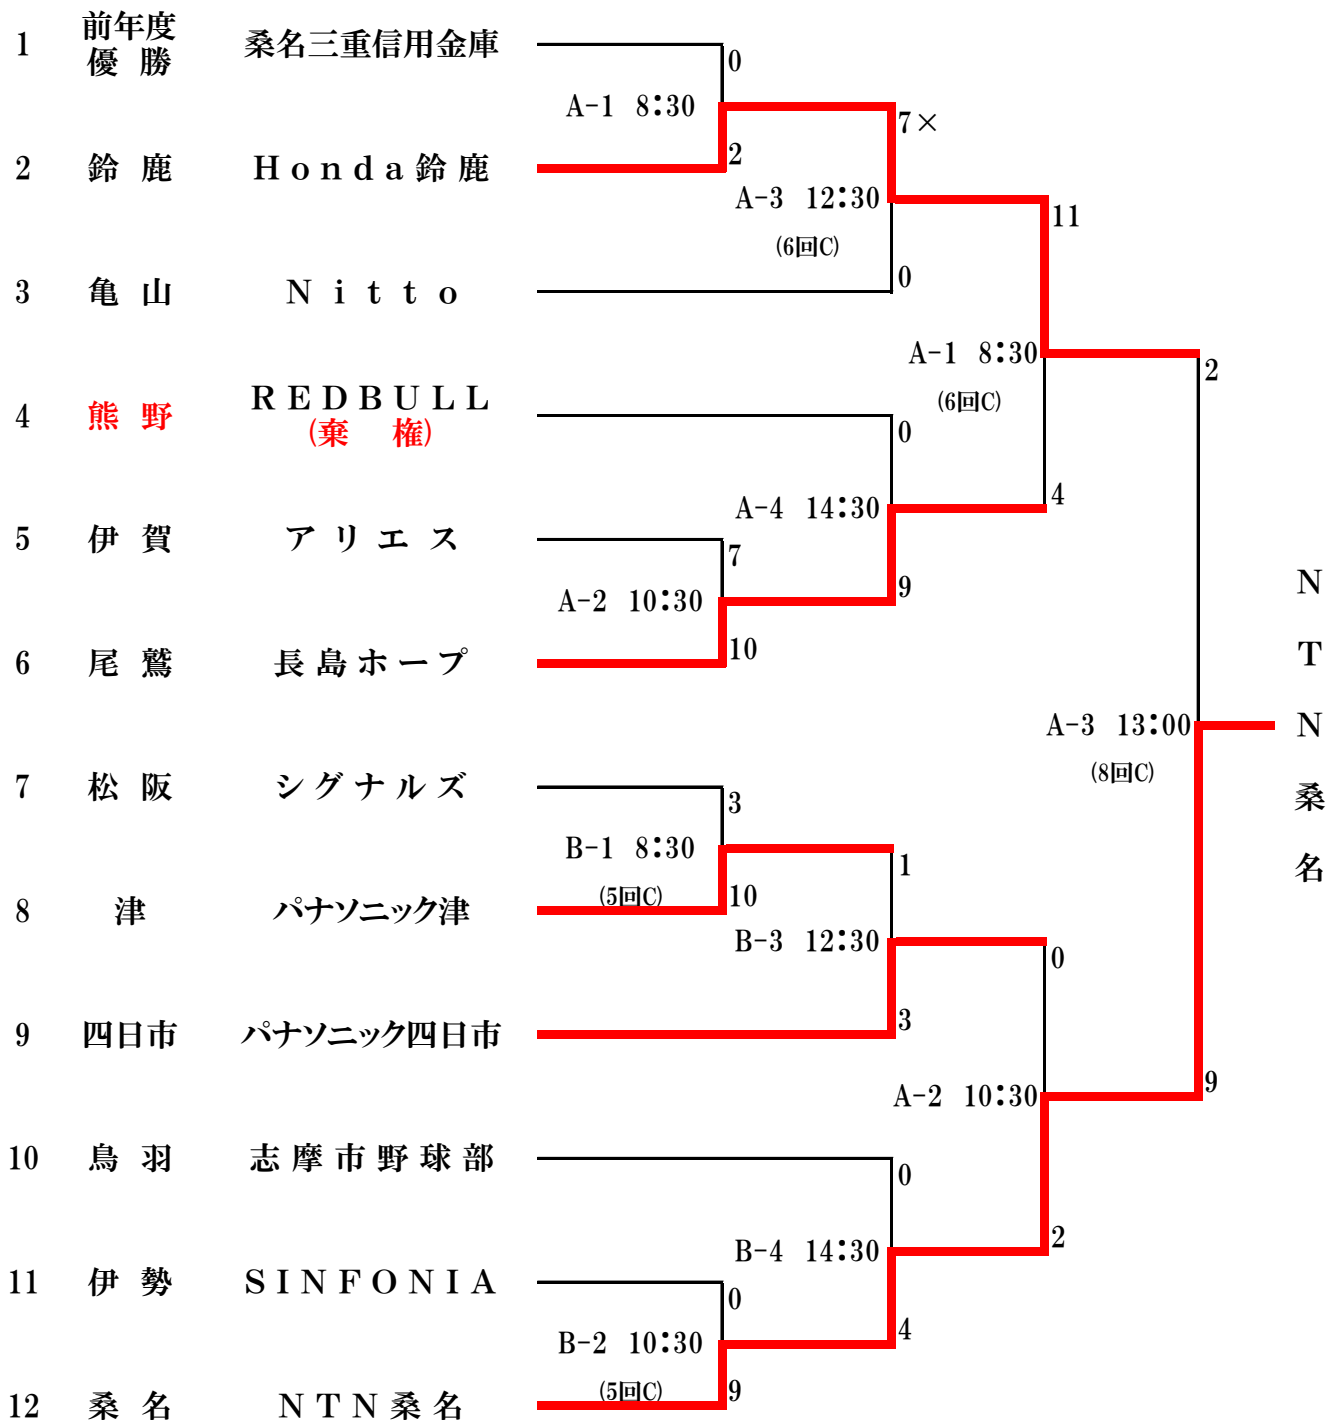 1 前年度 優勝 桑名三重信用金庫
0
A-1 8:30
7×
2 鈴鹿 Honda鈴鹿
2
A-3 12:30
(6回C)
11
3 亀山 Nitto
0
A-1 8:30
(6回C)
2
4 熊野 REDBULL
(棄権)
0
A-4 14:30
4
5 伊賀 アリエス
7
A-2 10:30
9
6 尾鷲 長島ホープ
10
A-3 13:00
(8回C)
NTN桑名
7 松阪 シグナルズ
3
B-1 8:30
(5回C)
1
8 津 パナソニック津
10
B-3 12:30
0
9 四日市 パナソニック四日市
3
A-2 10:30
9
10 鳥羽 志摩市野球部
0
B-4 14:30
2
11 伊勢 SINFONIA
0
B-2 10:30
(5回C)
4
12 桑名 NTN桑名
9